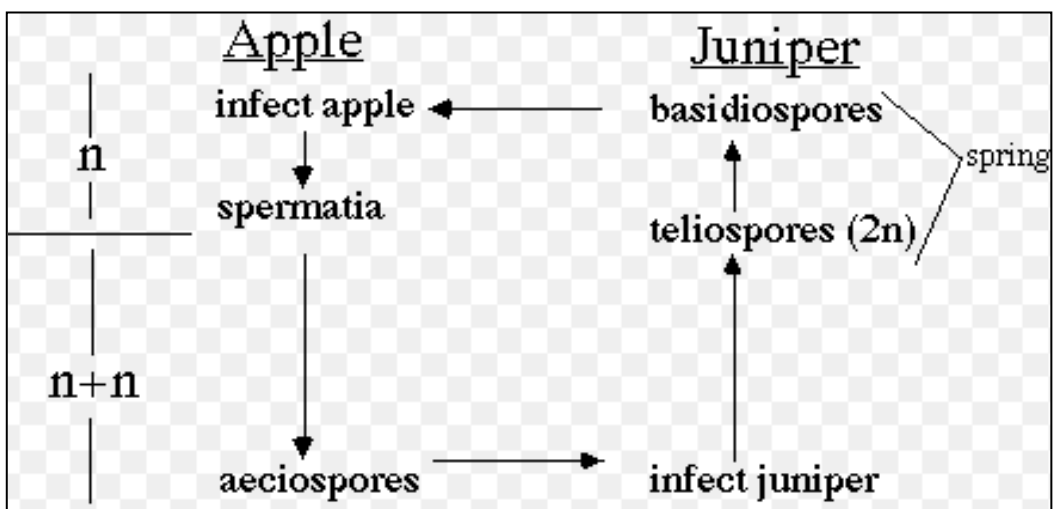 Apple
Juniper
infect apple
basidiospores
n
spring
spermatia
teliospores (2n)
n+n
aeciospores
infect juniper